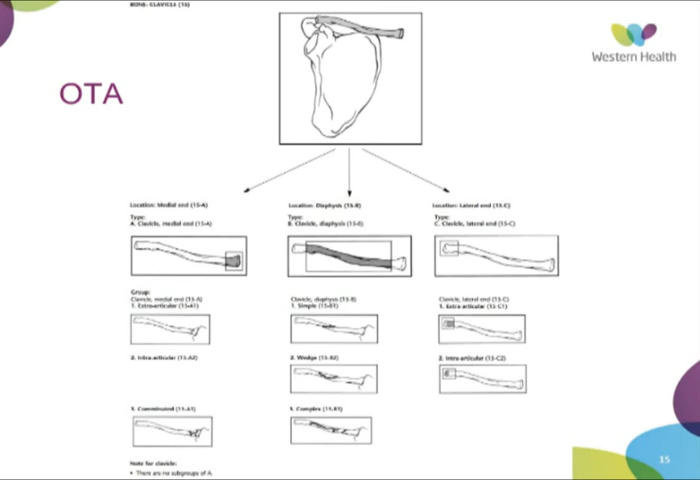 BONE: CLAVICLE (15)
Western Health
OTA
Location: Medial end (15-A)
Type:
A. Clavicle, medial end (15-A)
Location: Diaphysis (15-B)
Type:
B. Clavicle, diaphysis (15-B)
Location: Lateral end (15-C)
Type:
C. Clavicle, lateral end (15-C)
Group:
Clavicle, medial end (15-A)
1. Extra-articular (15-A1)
Clavicle, diaphysis (15-B)
1. Simple (15-B1)
Clavicle, lateral end (15-C)
1. Extra-articular (15-C1)
2. Intra-articular (15-A2)
2. Wedge (15-B2)
2. Intra-articular (15-C2)
3. Comminuted (15-A3)
3. Complex (15-B3)
Note for clavicle:
• There are no subgroups of A.
15